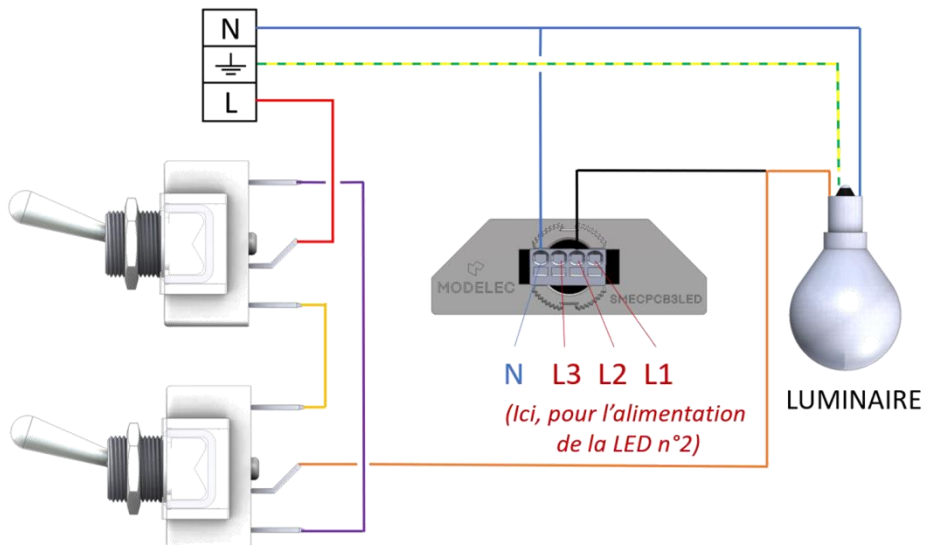 N
L
MODELEC
SMECPCB3LED
N L3 L2 L1
(Ici, pour l’alimentation
de la LED n°2)
LUMINAIRE